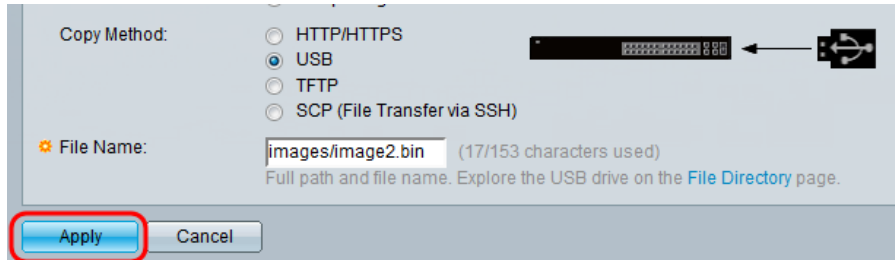 Copy Method:
HTTP/HTTPS
USB
TFTP
SCP (File Transfer via SSH)
File Name:
images/image2.bin (17/153 characters used)
Full path and file name. Explore the USB drive on the File Directory page.
Apply Cancel